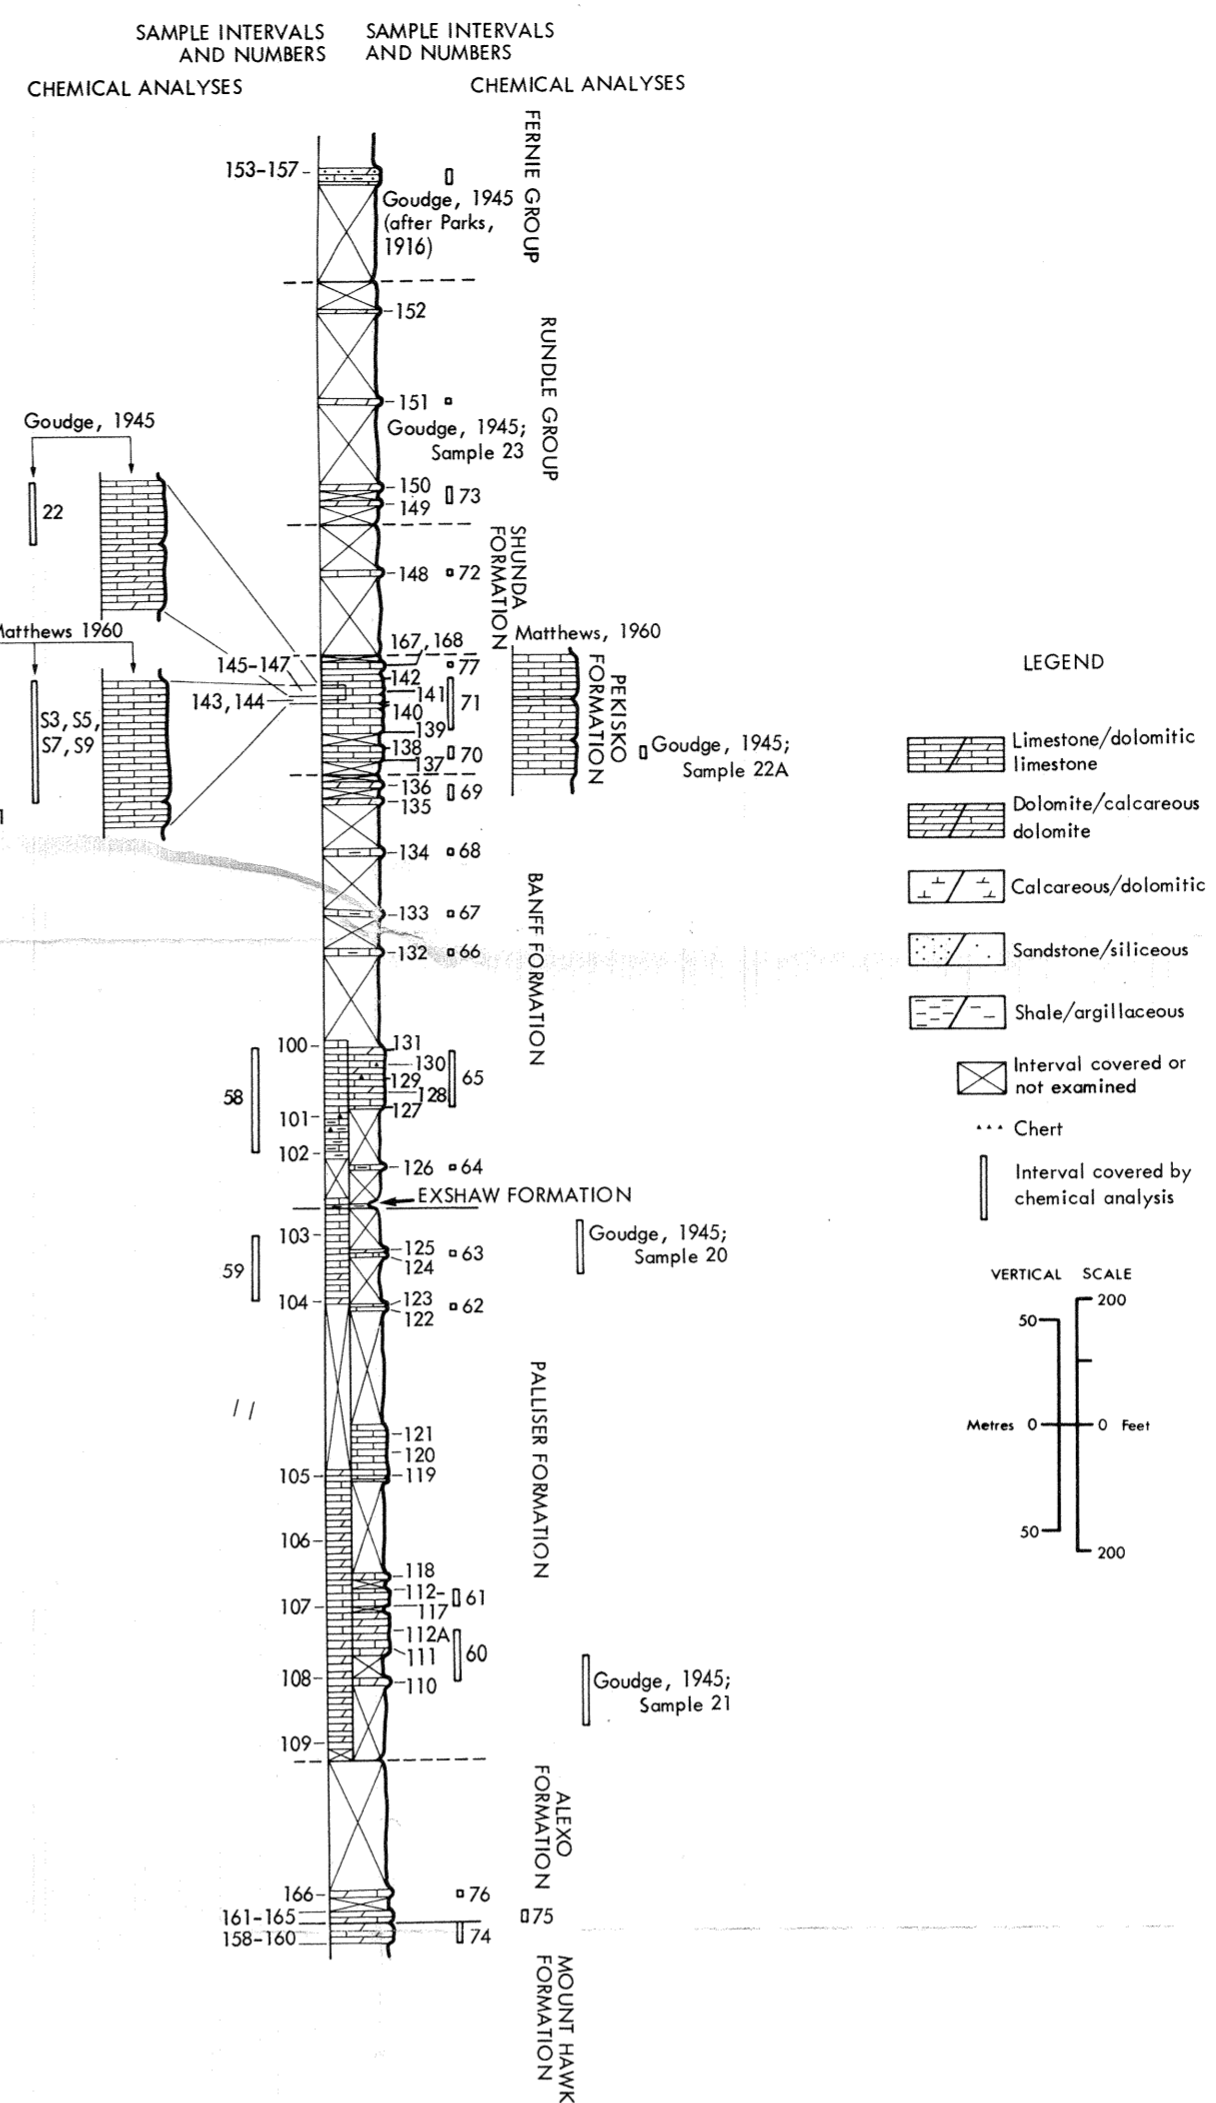 SAMPLE INTERVALS
AND NUMBERS
SAMPLE INTERVALS
AND NUMBERS
CHEMICAL ANALYSES
CHEMICAL ANALYSES
FERNIE GROUP
153-157
Goudge, 1945
(after Parks,
1916)
152
RUNDLE GROUP
151
Goudge, 1945;
Sample 23
Goudge, 1945
22
150
149
73
SHUNDA
FORMATION
148
72
Matthews 1960
S3, S5,
S7, S9
167, 168
145-147
143, 144
77
142
141
71
140
139
138
70
137
Matthews, 1960
PEKISKO
FORMATION
Goudge, 1945;
Sample 22A
136
69
135
134
68
BANFF FORMATION
133
67
132
66
100
131
130
129
128
127
65
58
101
102
126
64
EXSHAW FORMATION
103
59
104
125
124
63
Goudge, 1945;
Sample 20
123
122
62
PALLISER FORMATION
121
120
105
119
106
118
112-
117
61
107
112A
111
60
108
110
Goudge, 1945;
Sample 21
109
ALEXO
FORMATION
166
76
161-165
75
158-160
74
MOUNT HAWK
FORMATION
LEGEND
Limestone/dolomitic
limestone
Dolomite/calcareous
dolomite
Calcareous/dolomitic
Sandstone/siliceous
Shale/argillaceous
Interval covered or
not examined
Chert
Interval covered by
chemical analysis
VERTICAL SCALE
200
50
Metres 0 0 Feet
50
200